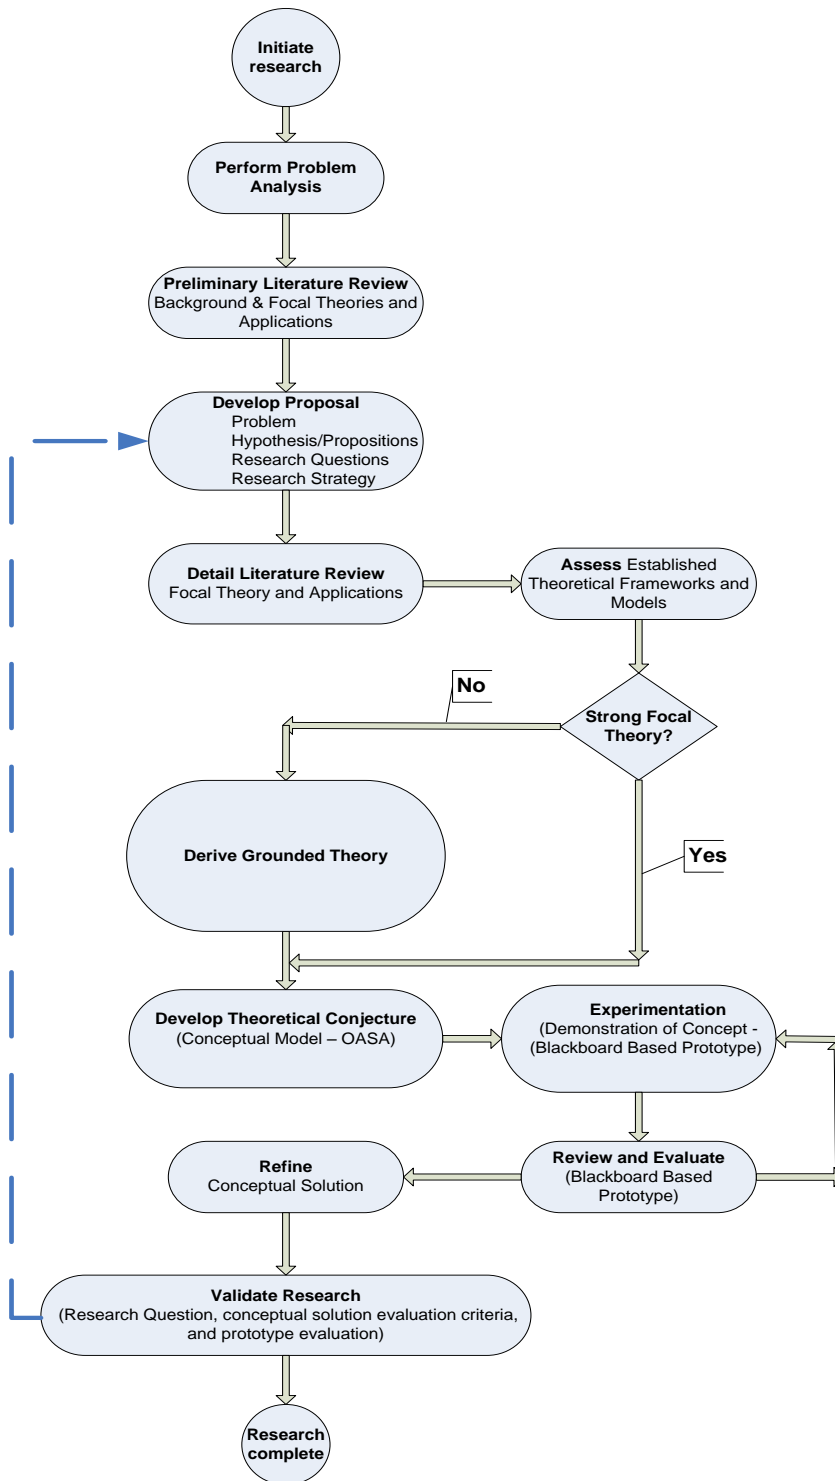 Initiate
research
Perform Problem
Analysis
Preliminary Literature Review
Background & Focal Theories and
Applications
Develop Proposal
Problem
Hypothesis/Propositions
Research Questions
Research Strategy
Detail Literature Review
Focal Theory and Applications
Assess Established
Theoretical Frameworks and
Models
Strong Focal
Theory?
No
Yes
Derive Grounded Theory
Develop Theoretical Conjecture
(Conceptual Model – OASA)
Experimentation
(Demonstration of Concept -
(Blackboard Based Prototype)
Review and Evaluate
(Blackboard Based
Prototype)
Refine
Conceptual Solution
Validate Research
(Research Question, conceptual solution evaluation criteria,
and prototype evaluation)
Research
complete